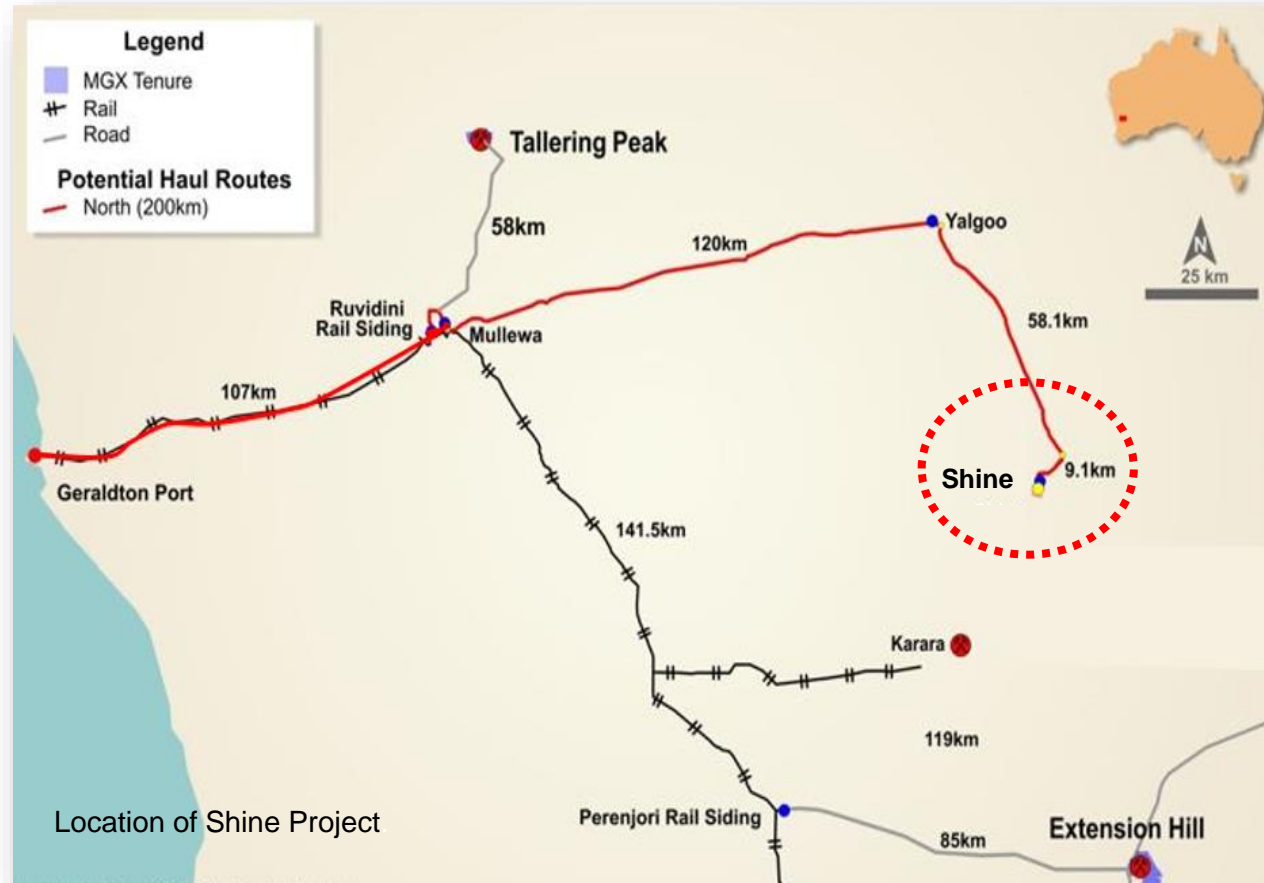 Legend
MGX Tenure
Rail
Road
Potential Haul Routes
North (200km)
Tallering Peak
58km
N
25 km
120km
Yalgoo
Ruvidini
Rail Siding
Mullewa
58.1km
107km
9.1km
Shine
Geraldton Port
141.5km
Karara
119km
Location of Shine Project
Perenjori Rail Siding
85km
Extension Hill